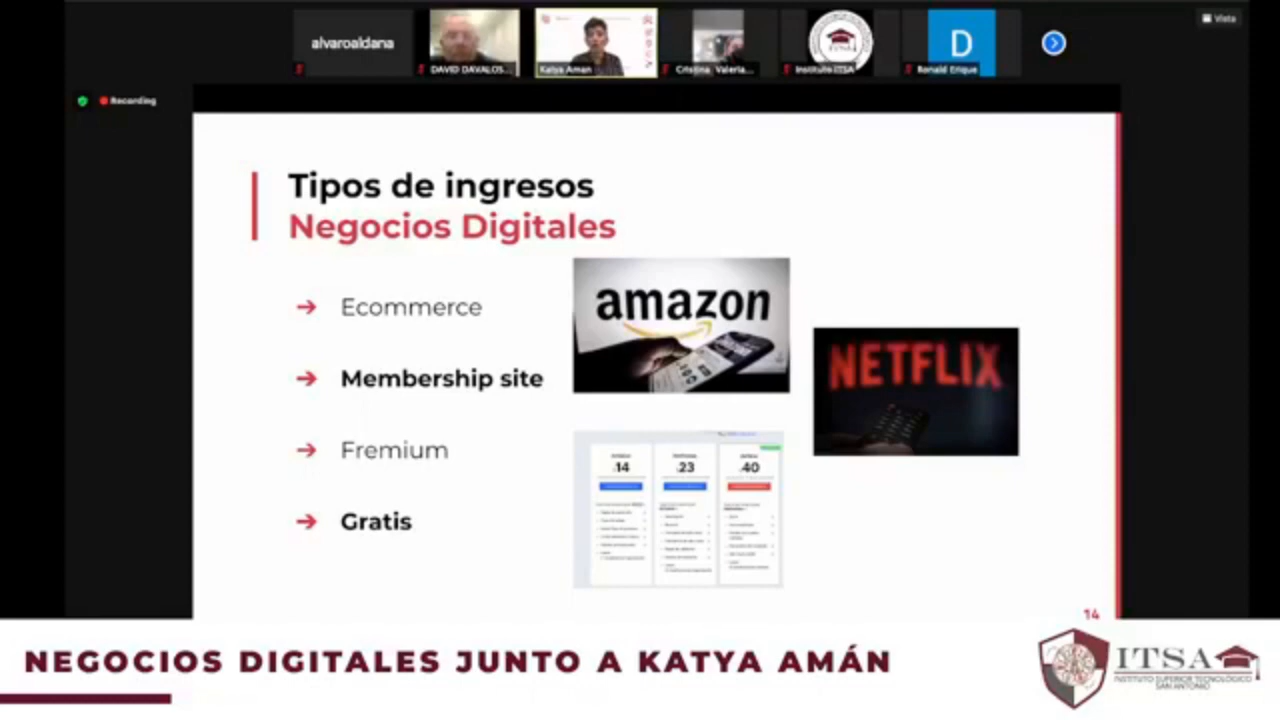 alvaroaldana
DAVID DAVALOS...
Katya Aman
Cristina Valeria...
Instituto ITSA
D
Ronald Erique
Vista
Recording
Tipos de ingresos
Negocios Digitales
→ Ecommerce
→ Membership site
→ Fremium
→ Gratis
amazon
NETFLIX
14
23
40
14
NEGOCIOS DIGITALES JUNTO A KATYA AMÁN
ITSA
INSTITUTO SUPERIOR TECNOLÓGICO
SAN ANTONIO